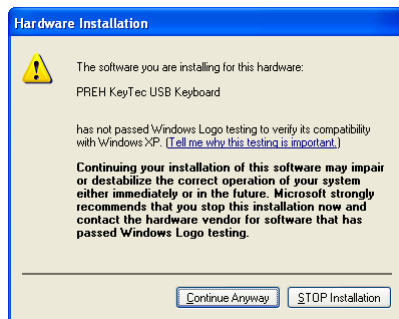 Hardware Installation
The software you are installing for this hardware:
PREH KeyTec USB Keyboard
has not passed Windows Logo testing to verify its compatibility
with Windows XP. (Tell me why this testing is important.)
Continuing your installation of this software may impair
or destabilize the correct operation of your system
either immediately or in the future. Microsoft strongly
recommends that you stop this installation now and
contact the hardware vendor for software that has
passed Windows Logo testing.
Continue Anyway
STOP Installation